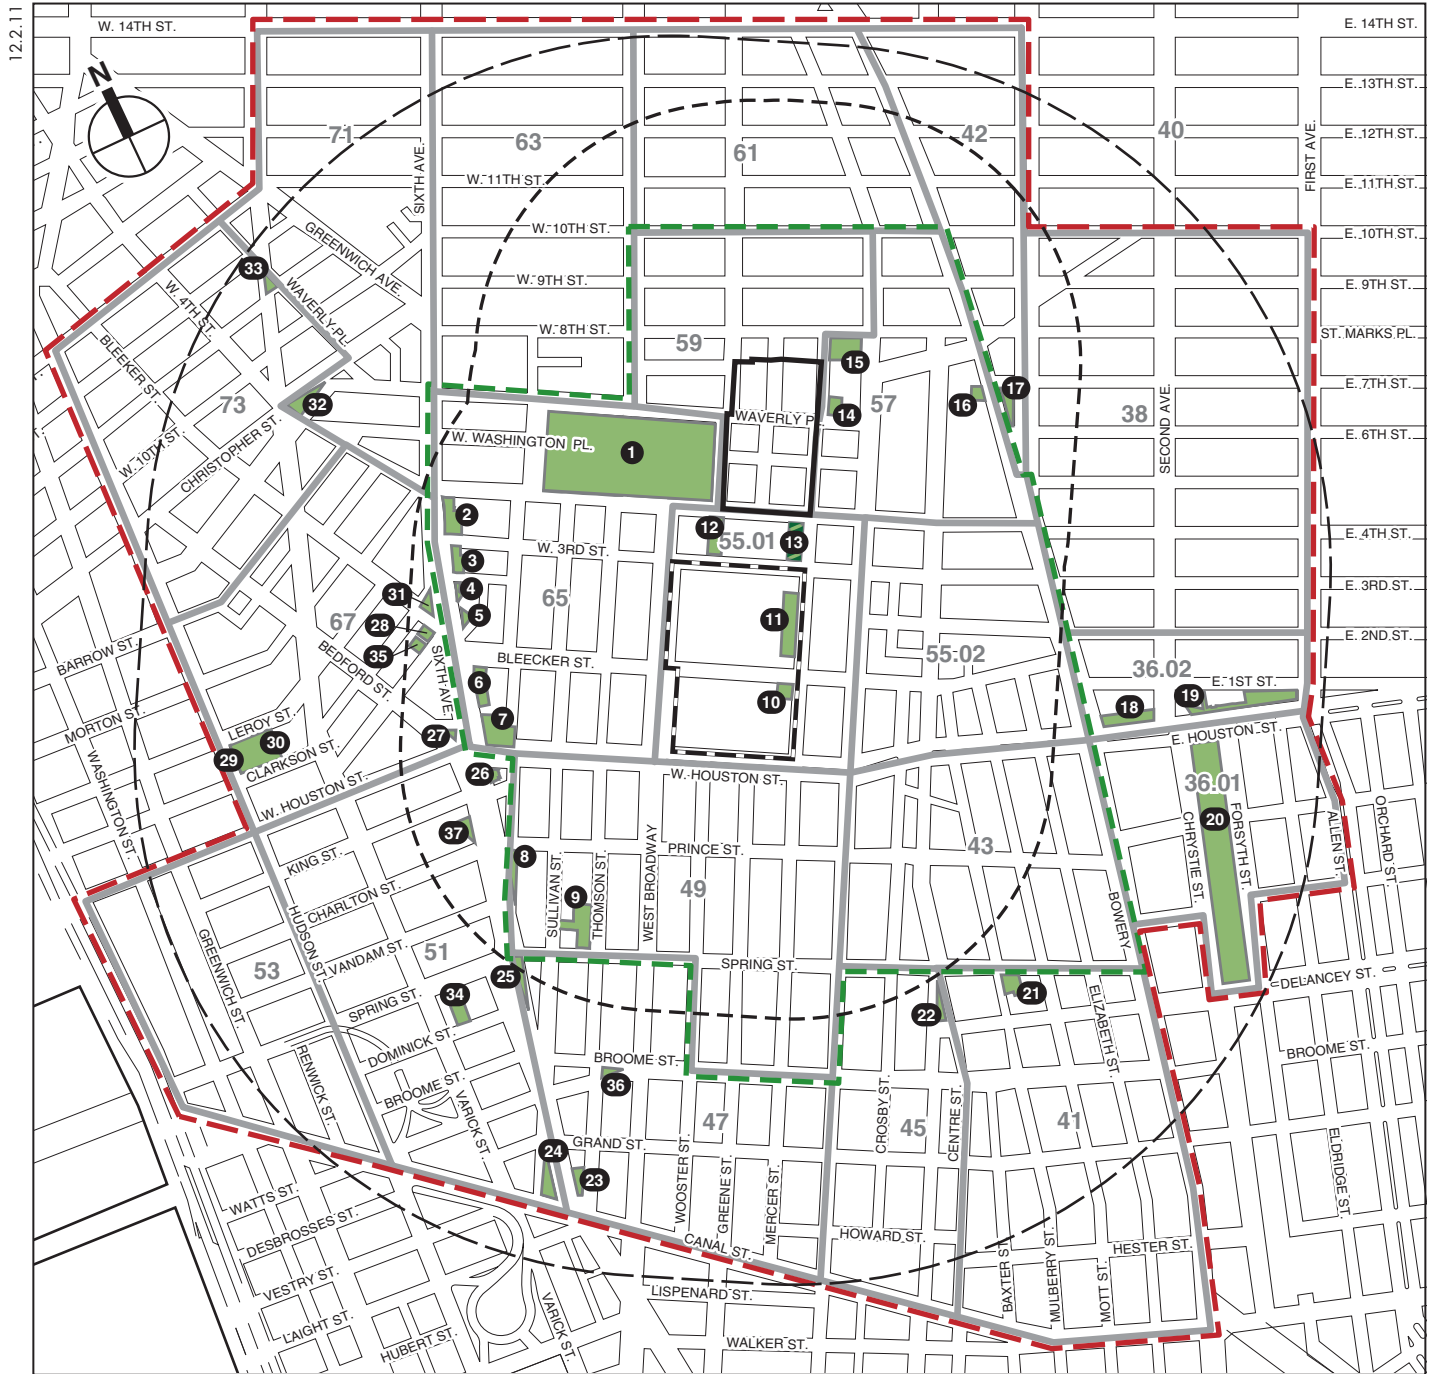 12.2.11
W. 14TH ST.
E. 14TH ST.
N
E. 13TH ST.
71
63
61
42
40
E. 12TH ST.
SIXTH AVE.
FIRST AVE.
W. 11TH ST.
E. 11TH ST.
W. 10TH ST.
E. 10TH ST.
GREENWICH AVE.
33
WAVERLY PL.
W. 4TH ST.
W. 9TH ST.
E. 9TH ST.
W. 8TH ST.
ST. MARKS PL.
BLEEKER ST.
59
15
E. 7TH ST.
73
32
14
57
16
17
38
SECOND AVE.
WAVERLY PL.
W. 10TH ST.
CHRISTOPHER ST.
W. WASHINGTON PL.
1
E. 6TH ST.
2
12
55.01
13
E. 4TH ST.
W. 3RD ST.
3
4
5
31
65
E. 3RD ST.
67
28
35
11
55.02
E. 2ND ST.
BARROW ST.
BEDFORD ST.
SIXTH AVE.
BLEECKER ST.
36.02
E. 1ST ST.
6
10
18
19
MORTON ST.
LEROY ST.
7
27
29
30
CLARKSON ST.
E. HOUSTON ST.
WASHINGTON ST.
W. HOUSTON ST.
26
W. HOUSTON ST.
36.01
37
20
CHRYSTIE ST.
FORSYTH ST.
ALLEN ST.
ORCHARD ST.
KING ST.
8
PRINCE ST.
43
SULLIVAN ST.
THOMSON ST.
WEST BROADWAY
49
9
CHARLTON ST.
HUDSON ST.
BOWERY
GREENWICH ST.
53
VANDAM ST.
51
SPRING ST.
25
DELANCEY ST.
SPRING ST.
34
22
21
ELIZABETH ST.
RENWICK ST.
DOMINICK ST.
BROOME ST.
BROOME ST.
36
BROOME ST.
VARICK ST.
47
CROSBY ST.
45
CENTRE ST.
41
GRAND ST.
24
23
WOOSTER ST.
GREENE ST.
MERCER ST.
ELDRIDGE ST.
WATTS ST.
DESBROSSES ST.
CANAL ST.
HOWARD ST.
BAXTER ST.
MULBERRY ST.
MOTT ST.
HESTER ST.
VESTRY ST.
LISPENARD ST.
LAIGHT ST.
VARICK ST.
HUBERT ST.
WALKER ST.